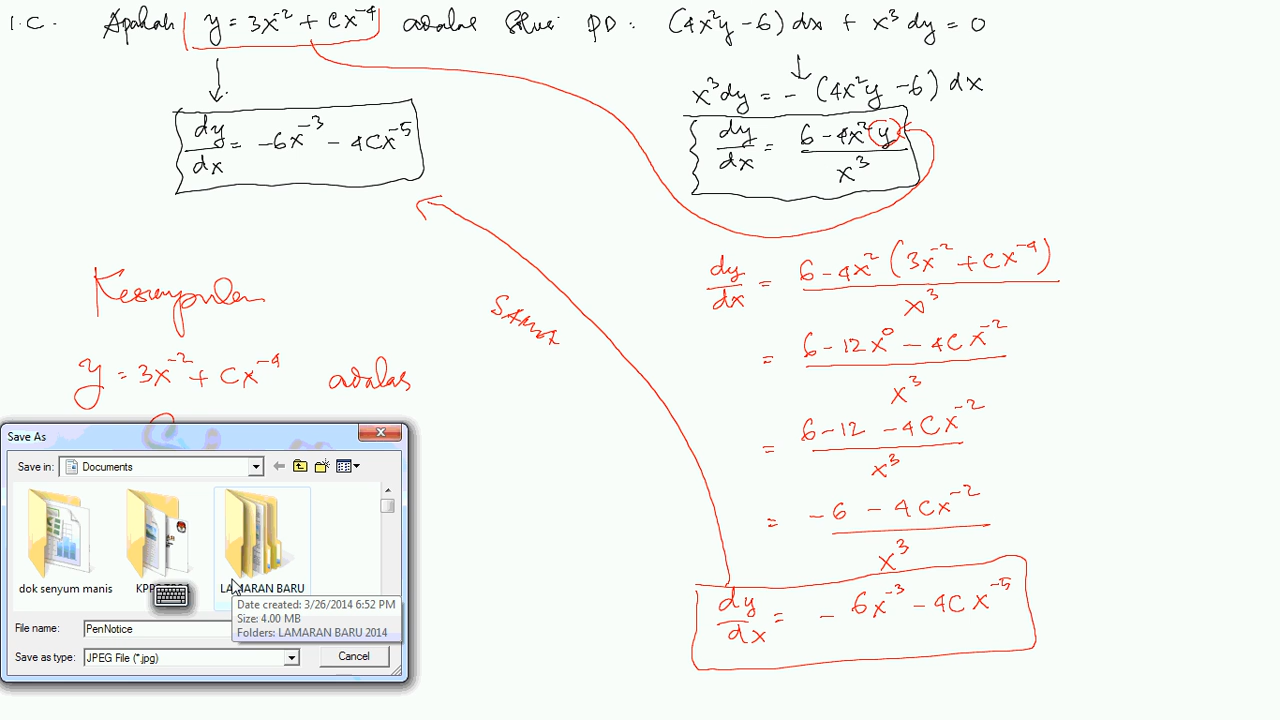 1.C. Apakah y = 3x⁻² + Cx⁻⁴ adalah Solusi PD : (4x²y - 6) dx + x³ dy = 0
↓
x³dy = - (4x²y - 6) dx
dy/dx = -6x⁻³ - 4Cx⁻⁵
dy/dx = (6 - 4x²y)/x³
dy/dx = (6 - 4x² (3x⁻² + Cx⁻⁴))/x³
= (6 - 12x⁰ - 4Cx⁻²)/x³
= (6 - 12 - 4Cx⁻²)/x³
= (-6 - 4Cx⁻²)/x³
dy/dx = - 6x⁻³ - 4Cx⁻⁵
SAMA
Kesimpulan
y = 3x⁻² + Cx⁻⁴ adalah
Save As
Save in: Documents
dok senyum manis
LAMARAN BARU
Date created: 3/26/2014 6:52 PM
Size: 4.00 MB
Folders: LAMARAN BARU 2014
File name: PenNotice
Save as type: JPEG File (*.jpg)
Cancel